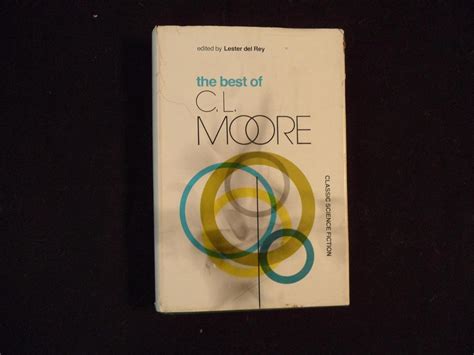 edited by Lester del Rey
the best of
C.L.
MOORE
CLASSIC SCIENCE FICTION